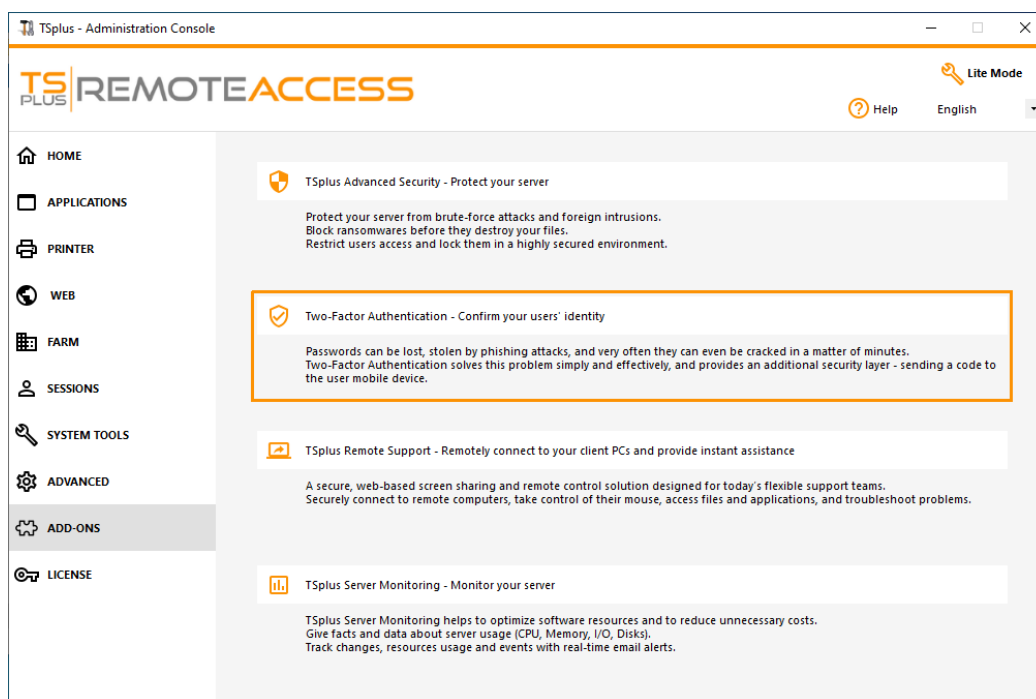 TSplus - Administration Console
TS PLUS REMOTEACCESS
Lite Mode
Help
English
HOME
APPLICATIONS
PRINTER
WEB
FARM
SESSIONS
SYSTEM TOOLS
ADVANCED
ADD-ONS
LICENSE
TSplus Advanced Security - Protect your server
Protect your server from brute-force attacks and foreign intrusions.
Block ransomwares before they destroy your files.
Restrict users access and lock them in a highly secured environment.
Two-Factor Authentication - Confirm your users' identity
Passwords can be lost, stolen by phishing attacks, and very often they can even be cracked in a matter of minutes.
Two-Factor Authentication solves this problem simply and effectively, and provides an additional security layer - sending a code to
the user mobile device.
TSplus Remote Support - Remotely connect to your client PCs and provide instant assistance
A secure, web-based screen sharing and remote control solution designed for today's flexible support teams.
Securely connect to remote computers, take control of their mouse, access files and applications, and troubleshoot problems.
TSplus Server Monitoring - Monitor your server
TSplus Server Monitoring helps to optimize software resources and to reduce unnecessary costs.
Give facts and data about server usage (CPU, Memory, I/O, Disks).
Track changes, resources usage and events with real-time email alerts.